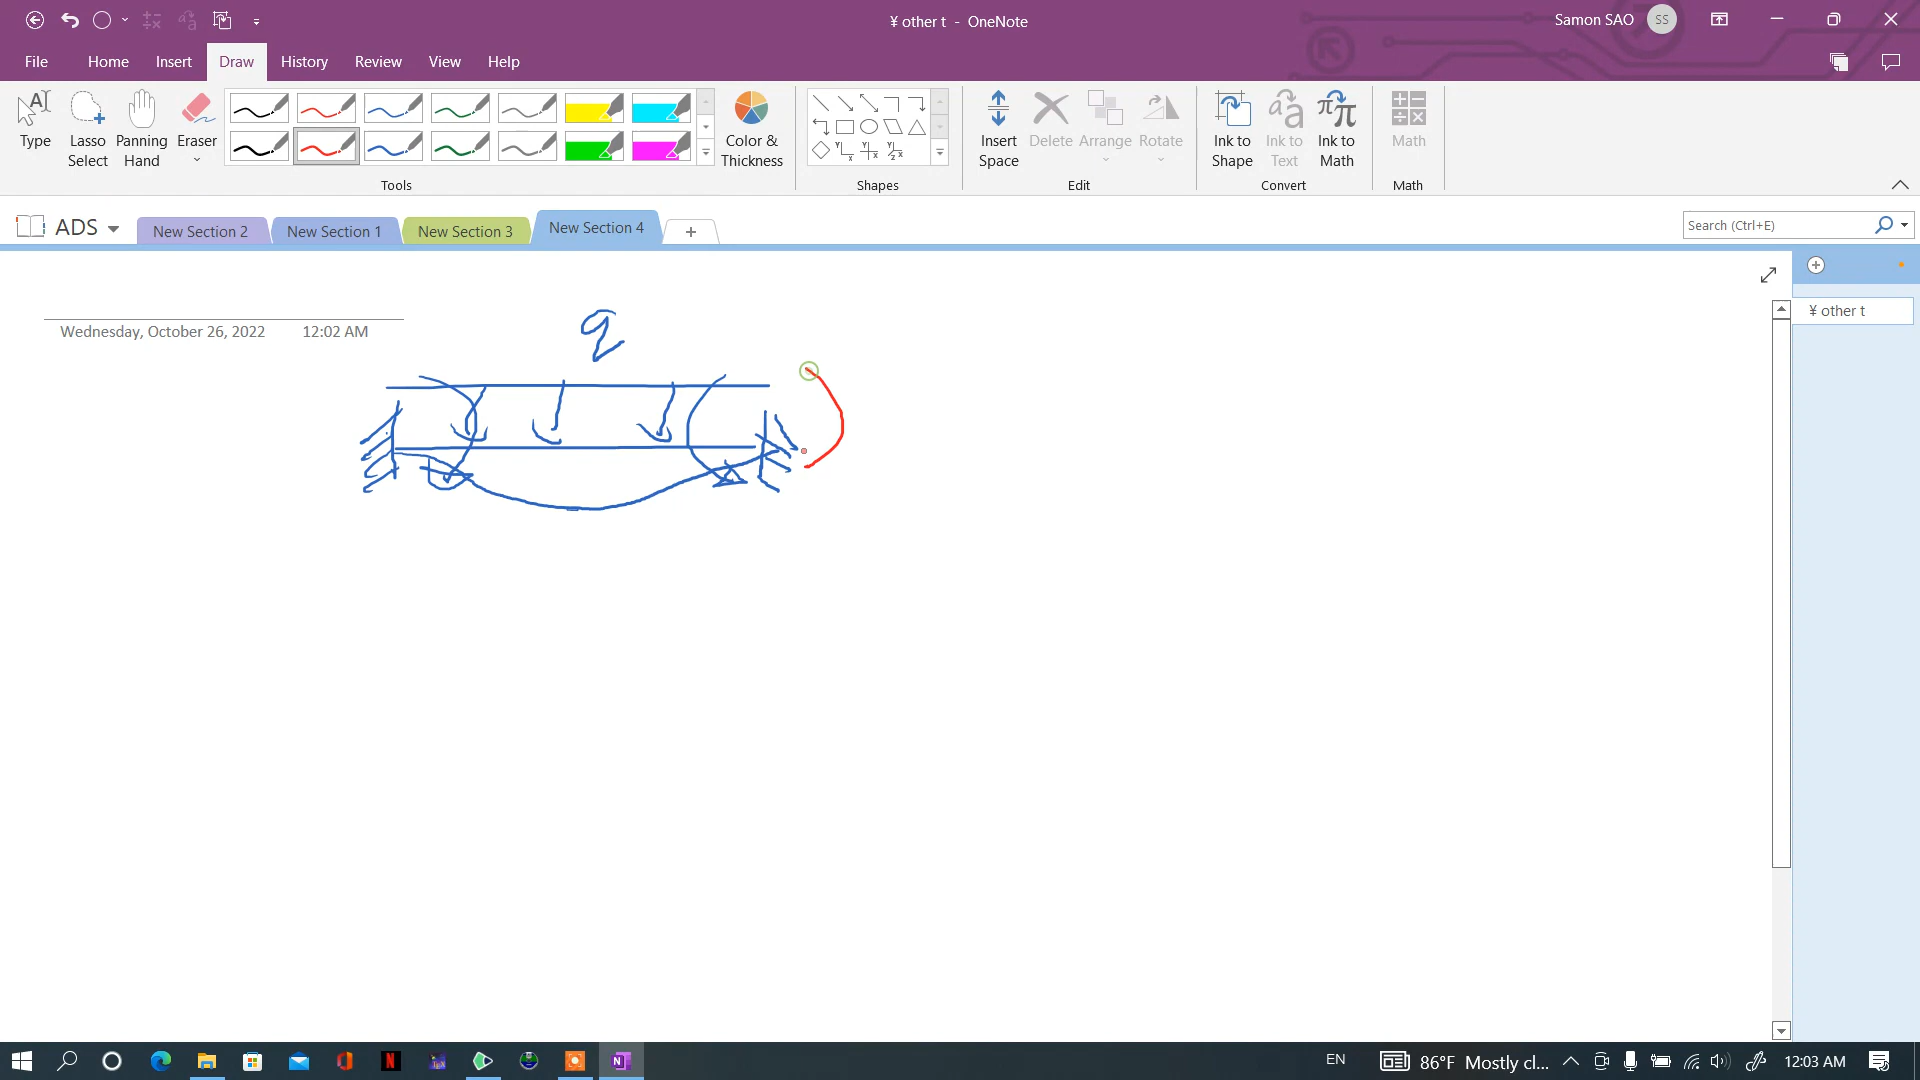 ¥ other t - OneNote
Samon SAO
SS
File Home Insert Draw History Review View Help
Type
Lasso Select
Panning Hand
Eraser
Color & Thickness
Insert Space
Delete
Arrange
Rotate
Ink to Shape
Ink to Text
Ink to Math
Math
Tools
Shapes
Edit
Convert
Math
ADS
New Section 2
New Section 1
New Section 3
New Section 4
+
Search (Ctrl+E)
¥ other t
Wednesday, October 26, 2022 12:02 AM
q
EN
86°F Mostly cl...
12:03 AM